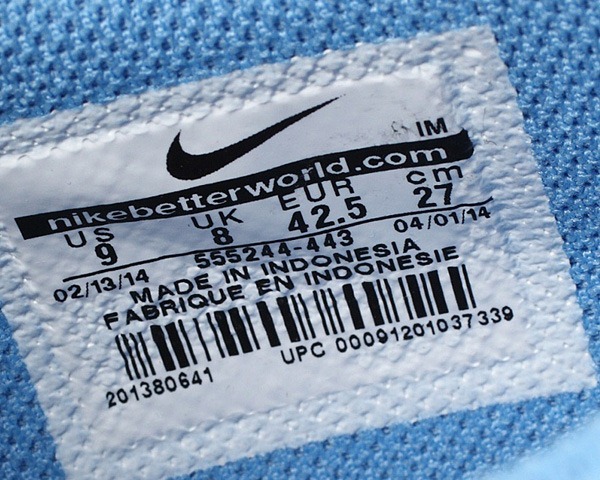 IM
nikebetterworld.com
US UK EUR cm
9 8 42.5 27
02/13/14 555244-443 04/01/14
MADE IN INDONESIA
FABRIQUE EN INDONESIE
201380641 UPC 00091201037339